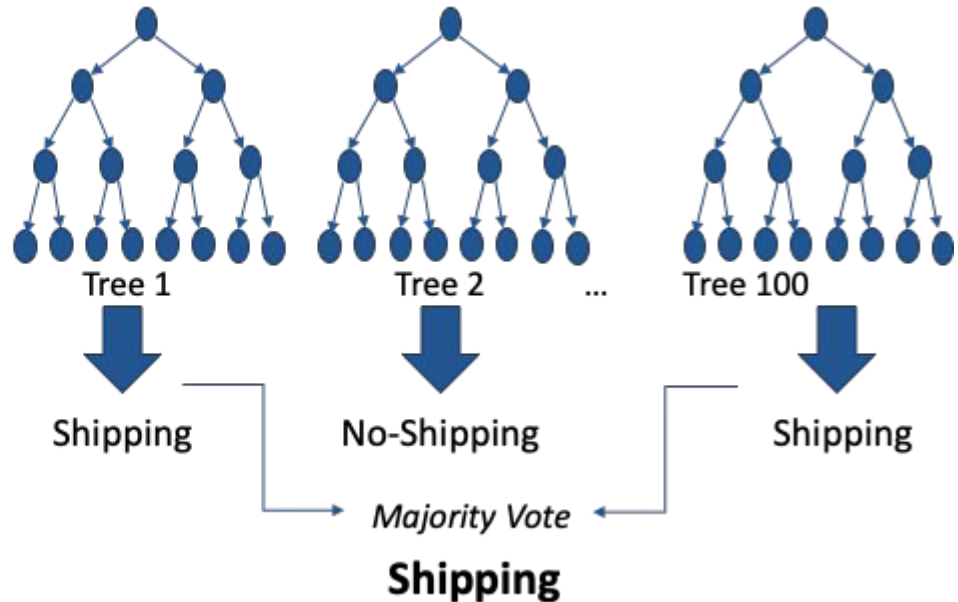 Tree 1
Tree 2
...
Tree 100
Shipping
No-Shipping
Shipping
Majority Vote
Shipping